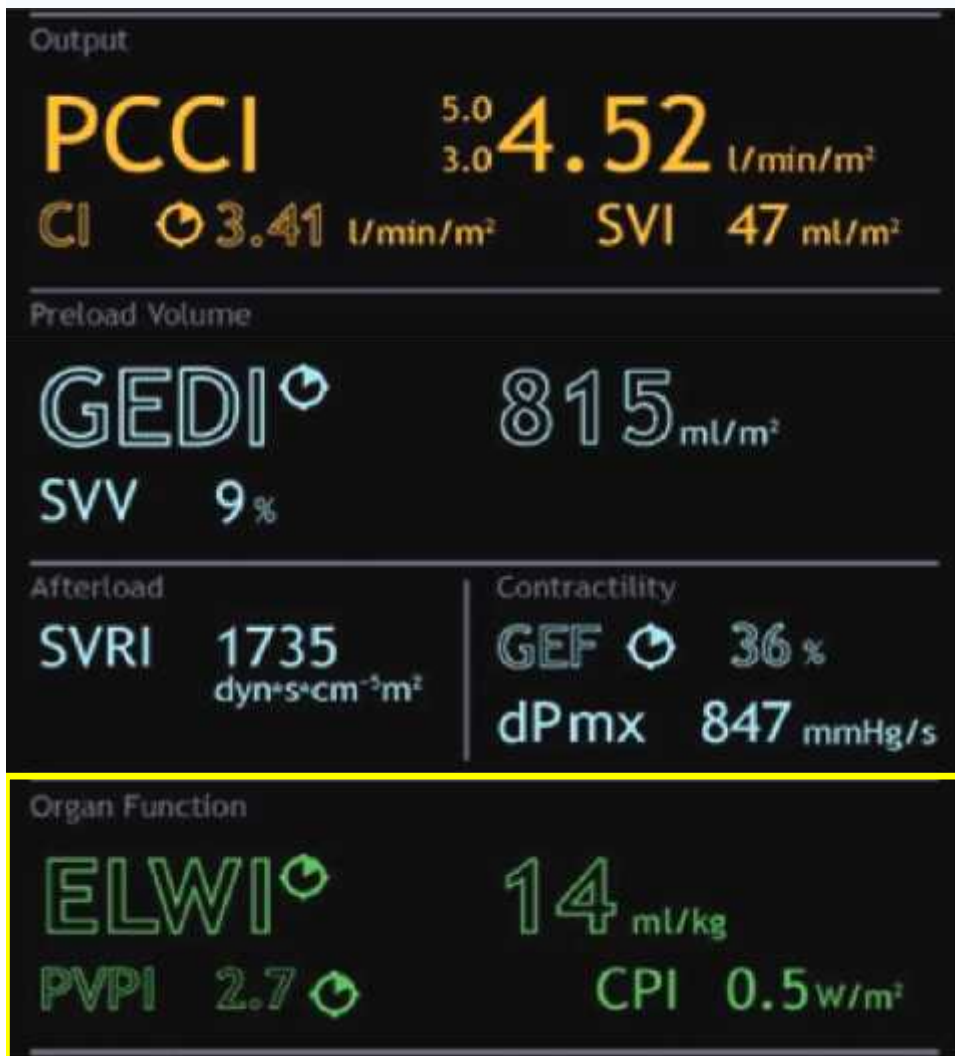 Output
PCCI 5.0 3.0 4.52 l/min/m²
CI 3.41 l/min/m² SVI 47 ml/m²
Preload Volume
GEDI 815 ml/m²
SVV 9 %
Afterload
SVRI 1735
dyn*s*cm⁻⁵m²
Contractility
GEF 36 %
dPmx 847 mmHg/s
Organ Function
ELWI 14 ml/kg
PVPI 2.7 CPI 0.5 W/m²